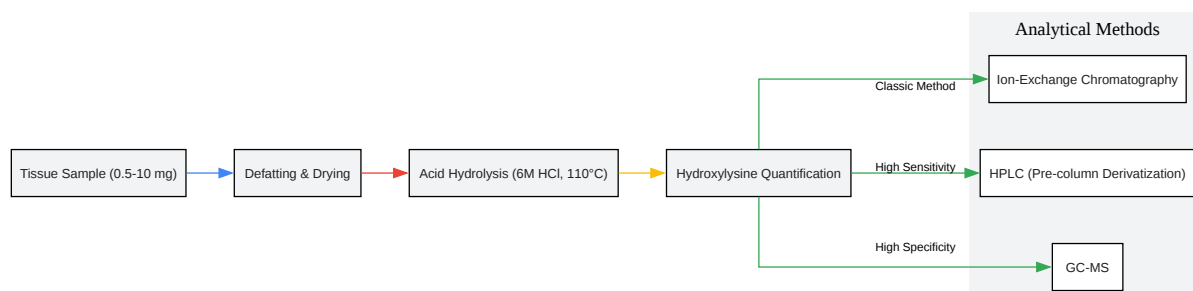 Analytical Methods
Ion-Exchange Chromatography
Classic Method
Tissue Sample (0.5-10 mg)
Defatting & Drying
Acid Hydrolysis (6M HCl, 110°C)
Hydroxylysine Quantification
High Sensitivity
HPLC (Pre-column Derivatization)
High Specificity
GC-MS